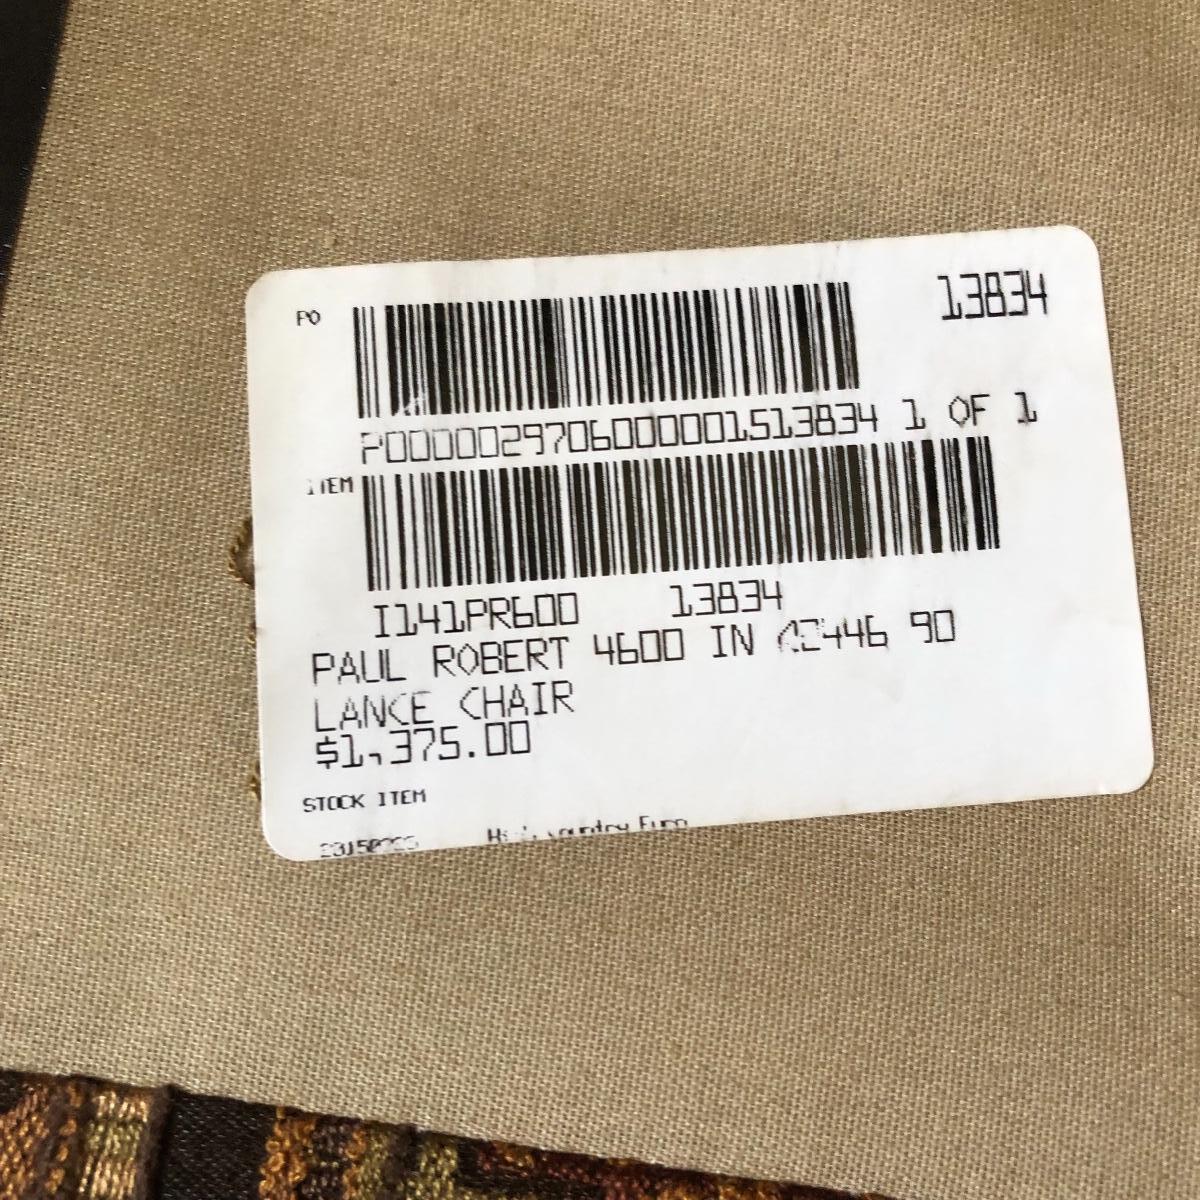 PO
13834
P0000029706000001513834 1 OF 1
ITEM
I141PR600 13834
PAUL ROBERT 4600 IN 90
LANCE CHAIR
$1,375.00
STOCK ITEM